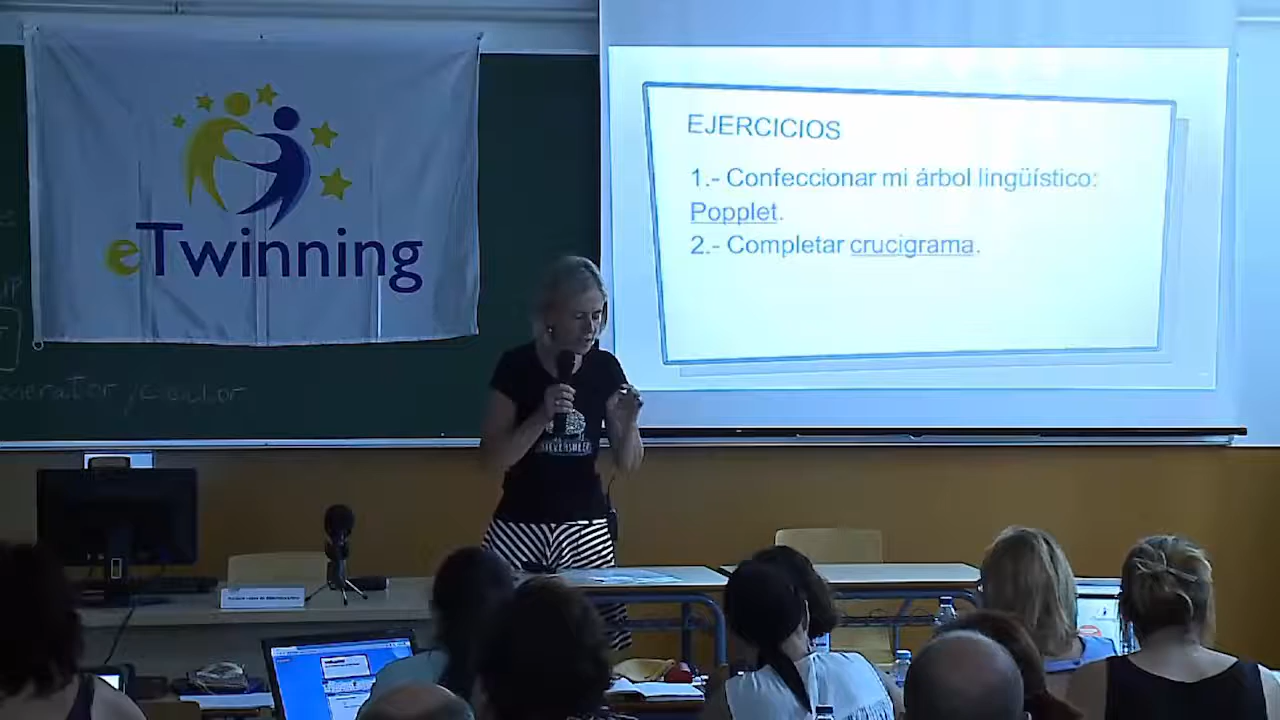 eTwinning
EJERCICIOS
1.- Confeccionar mi árbol lingüístico:
Popplet.
2.- Completar crucigrama.